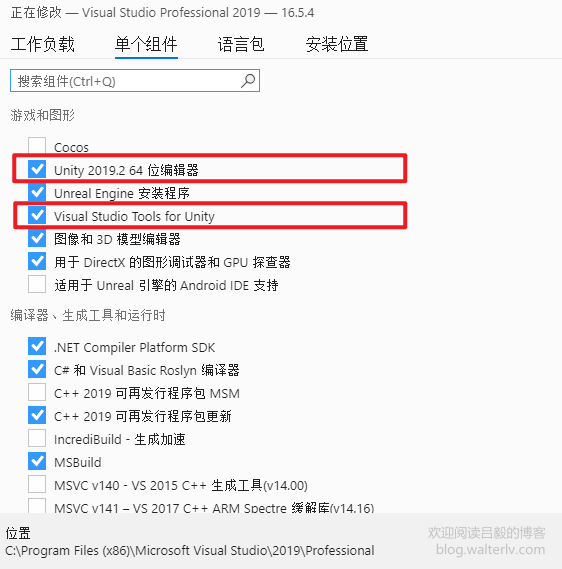 正在修改 — Visual Studio Professional 2019 — 16.5.4
工作负载 单个组件 语言包 安装位置
搜索组件(Ctrl+Q)
游戏和图形
Cocos
Unity 2019.2 64 位编辑器
Unreal Engine 安装程序
Visual Studio Tools for Unity
图像和 3D 模型编辑器
用于 DirectX 的图形调试器和 GPU 探查器
适用于 Unreal 引擎的 Android IDE 支持
编译器、生成工具和运行时
.NET Compiler Platform SDK
C# 和 Visual Basic Roslyn 编译器
C++ 2019 可再发行程序包 MSM
C++ 2019 可再发行程序包更新
IncrediBuild - 生成加速
MSBuild
MSVC v140 - VS 2015 C++ 生成工具(v14.00)
MSVC v141 – VS 2017 C++ ARM Spectre 缓解库(v14.16)
位置
C:\Program Files (x86)\Microsoft Visual Studio\2019\Professional
欢迎阅读吕毅的博客
blog.walterlv.com